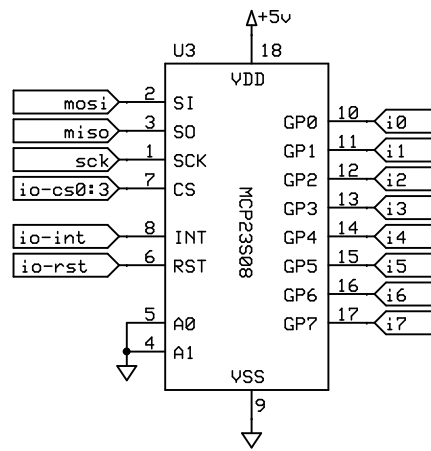 +5v
U3 18
VDD
mosi 2 SI
miso 3 SO
sck 1 SCK
io-cs0:3 7 CS
io-int 8 INT
io-rst 6 RST
5 A0
4 A1
MCP23S08
GP0 10 i0
GP1 11 i1
GP2 12 i2
GP3 13 i3
GP4 14 i4
GP5 15 i5
GP6 16 i6
GP7 17 i7
VSS
9